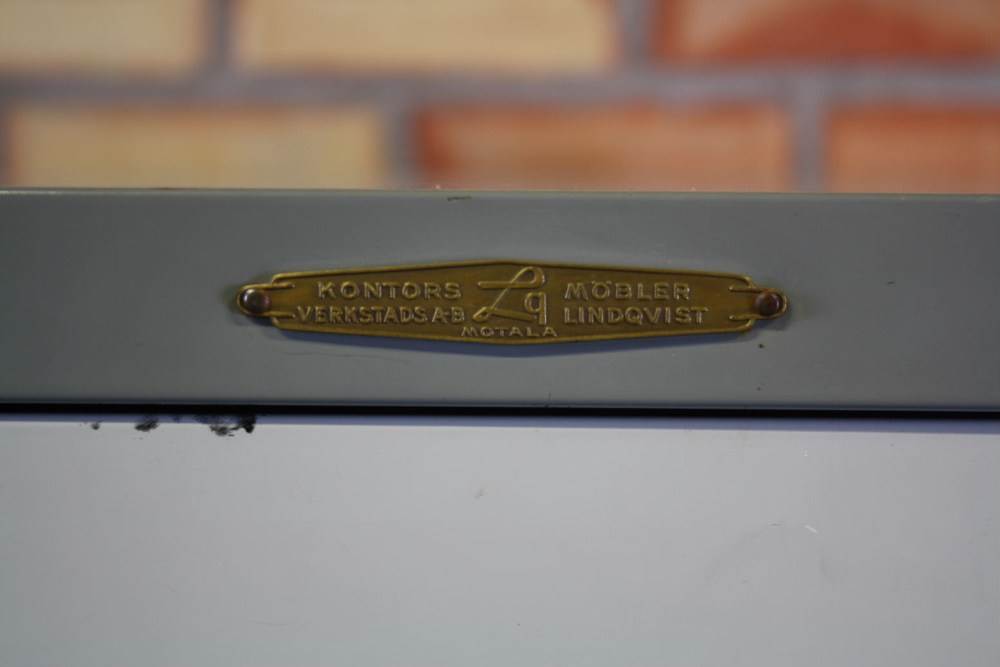 KONTORS Lq MÖBLER
VERKSTADS A-B LINDQVIST
MOTALA